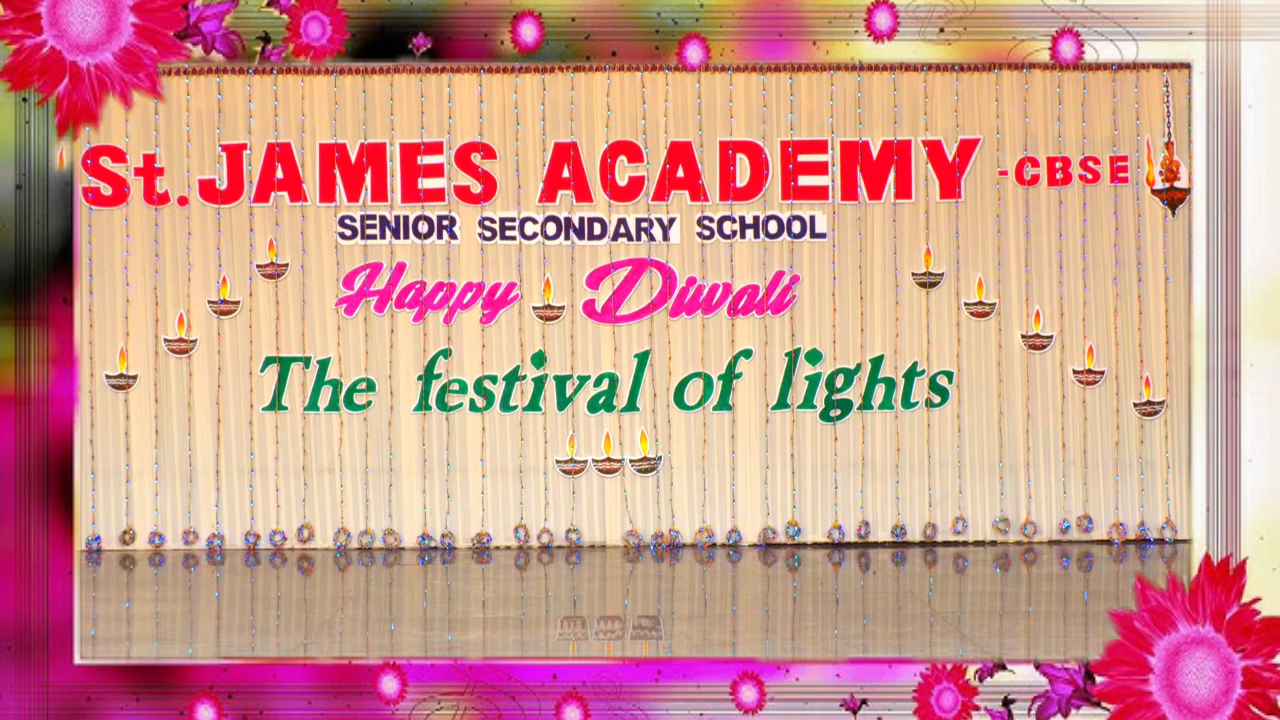 St. JAMES ACADEMY -CBSE
SENIOR SECONDARY SCHOOL
Happy Diwali
The festival of lights